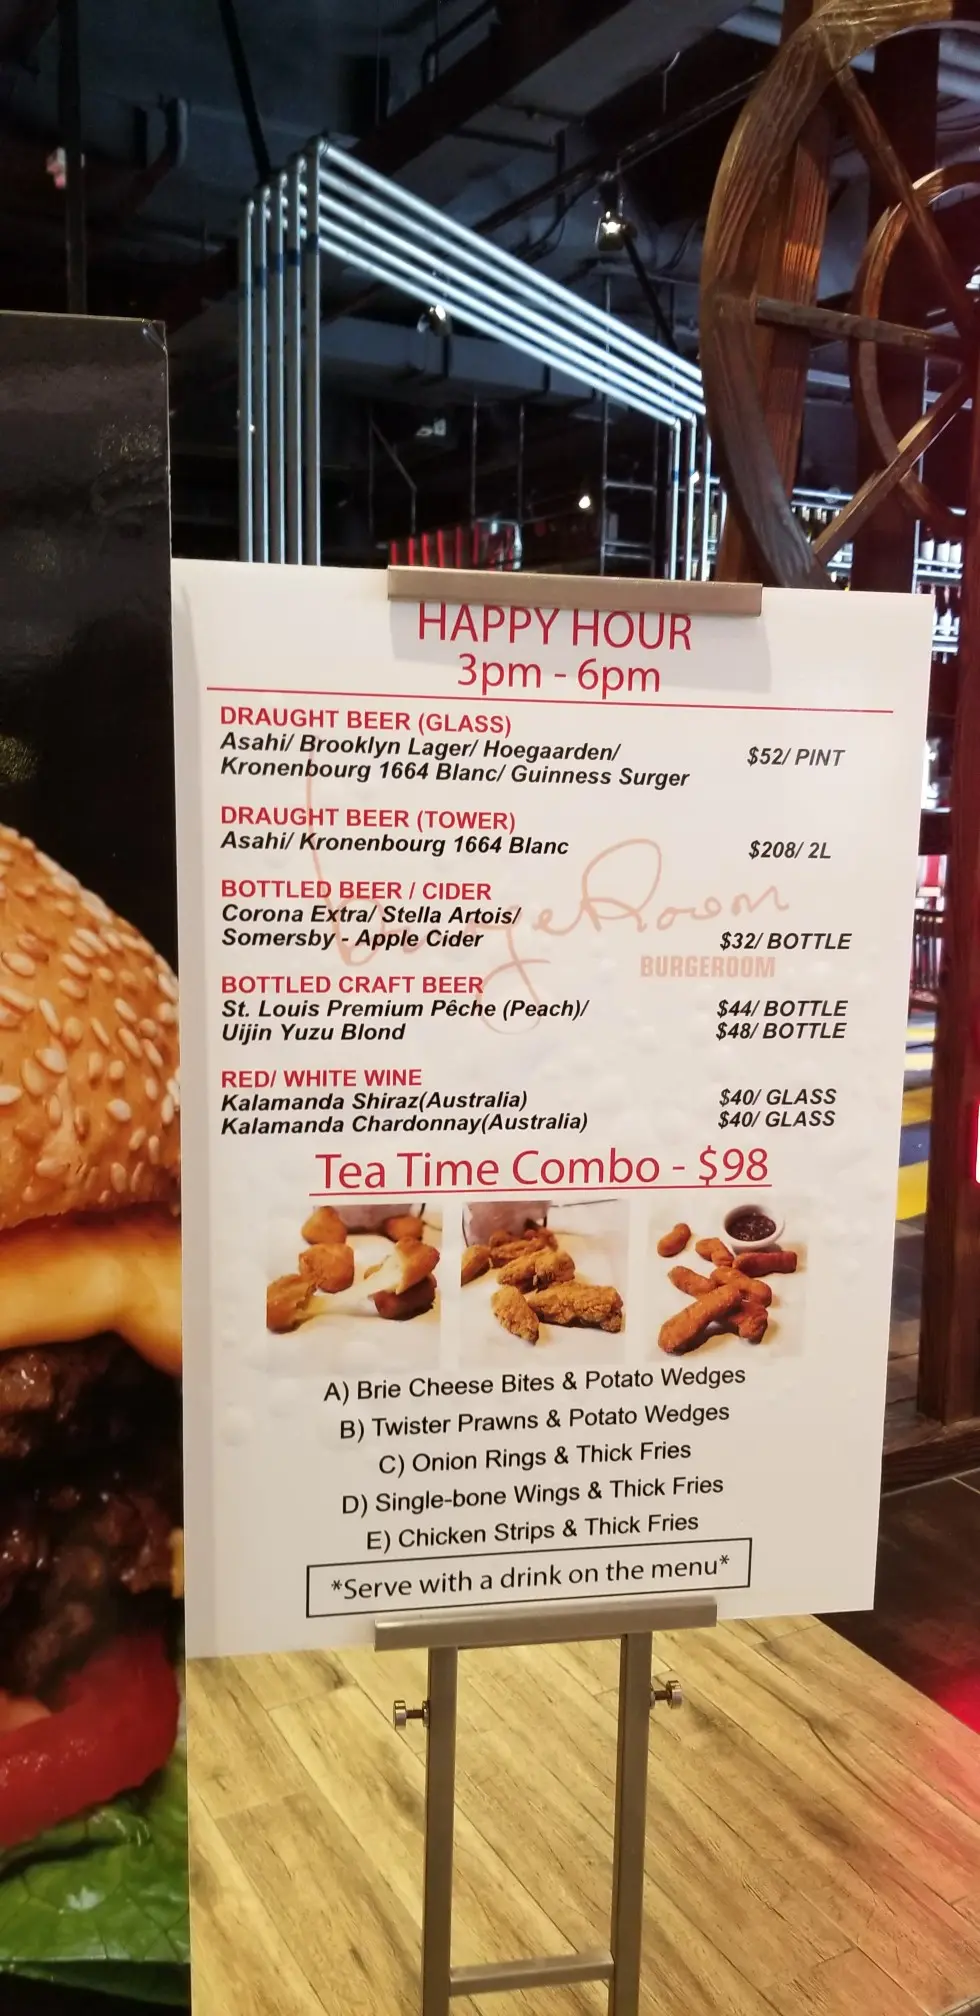 HAPPY HOUR
3pm - 6pm
DRAUGHT BEER (GLASS)
Asahi/ Brooklyn Lager/ Hoegaarden/
Kronenbourg 1664 Blanc/ Guinness Surger
$52/ PINT
DRAUGHT BEER (TOWER)
Asahi/ Kronenbourg 1664 Blanc
$208/ 2L
BOTTLED BEER / CIDER
Corona Extra/ Stella Artois/
Somersby - Apple Cider
$32/ BOTTLE
BurgeRoom
BURGEROOM
BOTTLED CRAFT BEER
St. Louis Premium Pêche (Peach)/ $44/ BOTTLE
Uijin Yuzu Blond $48/ BOTTLE
RED/ WHITE WINE
Kalamanda Shiraz(Australia) $40/ GLASS
Kalamanda Chardonnay(Australia) $40/ GLASS
Tea Time Combo - $98
A) Brie Cheese Bites & Potato Wedges
B) Twister Prawns & Potato Wedges
C) Onion Rings & Thick Fries
D) Single-bone Wings & Thick Fries
E) Chicken Strips & Thick Fries
*Serve with a drink on the menu*